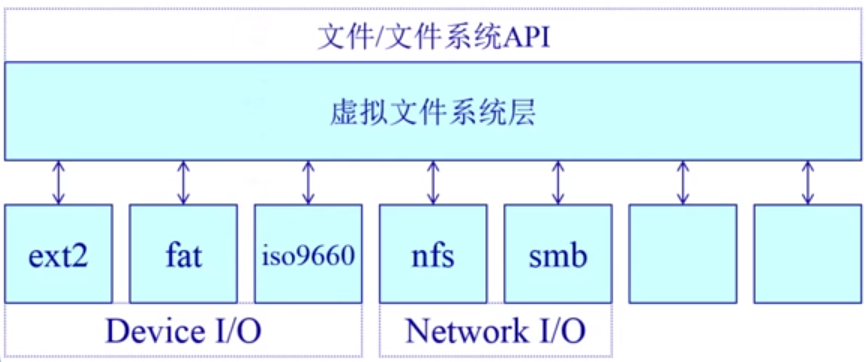 文件/文件系统API
虚拟文件系统层
ext2
fat
iso9660
nfs
smb
Device I/O
Network I/O